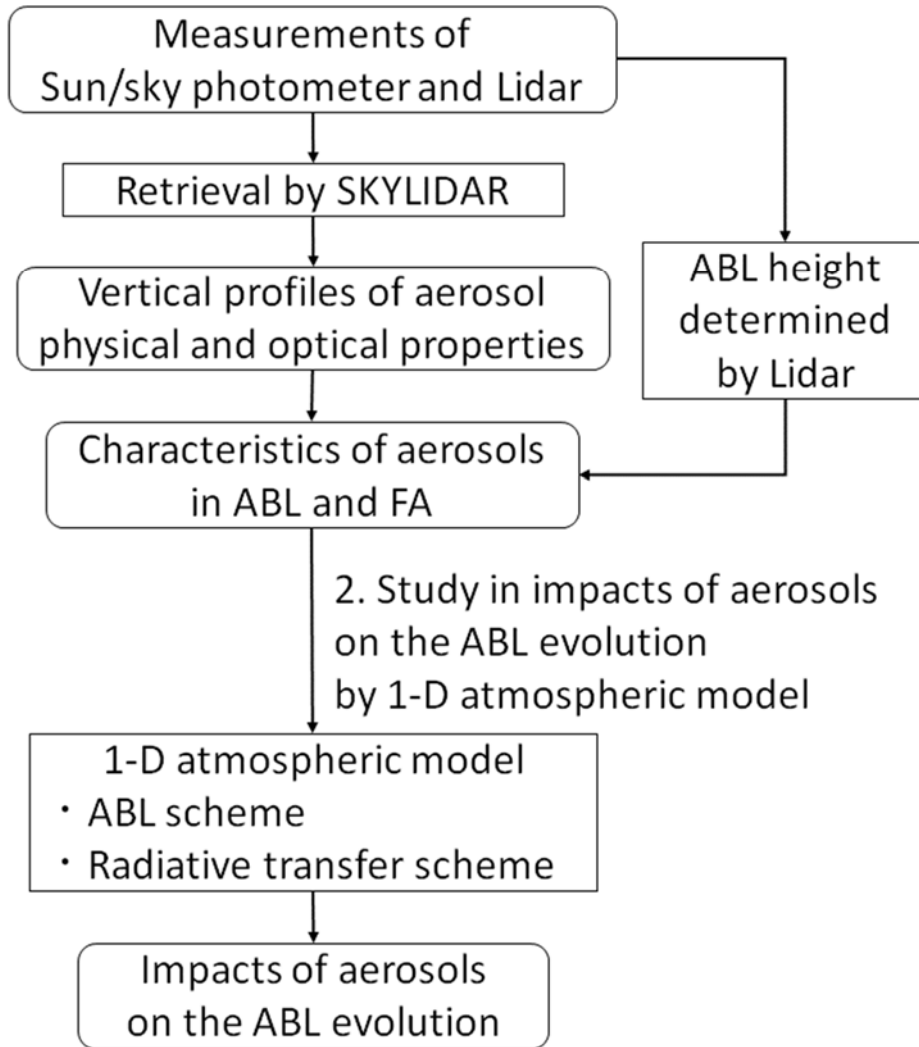 Measurements of
Sun/sky photometer and Lidar
Retrieval by SKYLIDAR
Vertical profiles of aerosol
physical and optical properties
ABL height
determined
by Lidar
Characteristics of aerosols
in ABL and FA
2. Study in impacts of aerosols
on the ABL evolution
by 1-D atmospheric model
1-D atmospheric model
・ABL scheme
・Radiative transfer scheme
Impacts of aerosols
on the ABL evolution